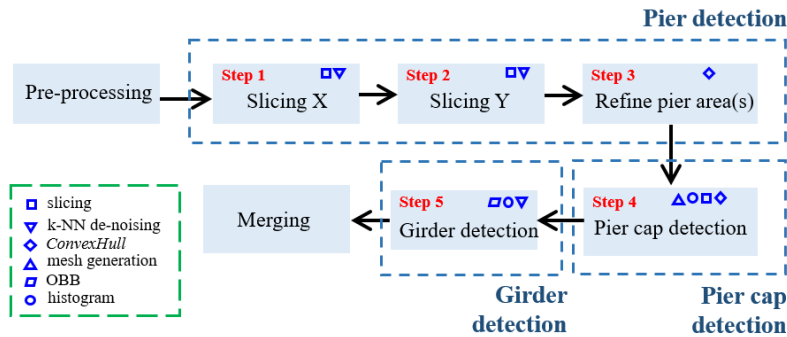 Pier detection
Pre-processing
Step 1
Slicing X
Step 2
Slicing Y
Step 3
Refine pier area(s)
slicing
k-NN de-noising
ConvexHull
mesh generation
OBB
histogram
Merging
Step 5
Girder detection
Step 4
Pier cap detection
Girder
detection
Pier cap
detection